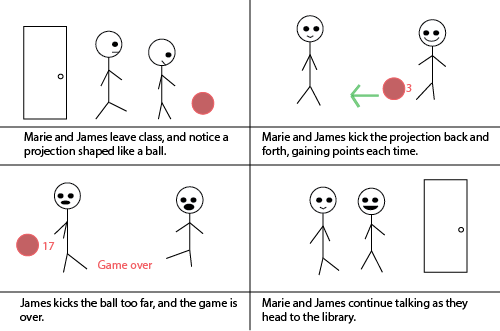 Marie and James leave class, and notice a
projection shaped like a ball.
3
Marie and James kick the projection back and
forth, gaining points each time.
17
Game over
James kicks the ball too far, and the game is
over.
Marie and James continue talking as they
head to the library.